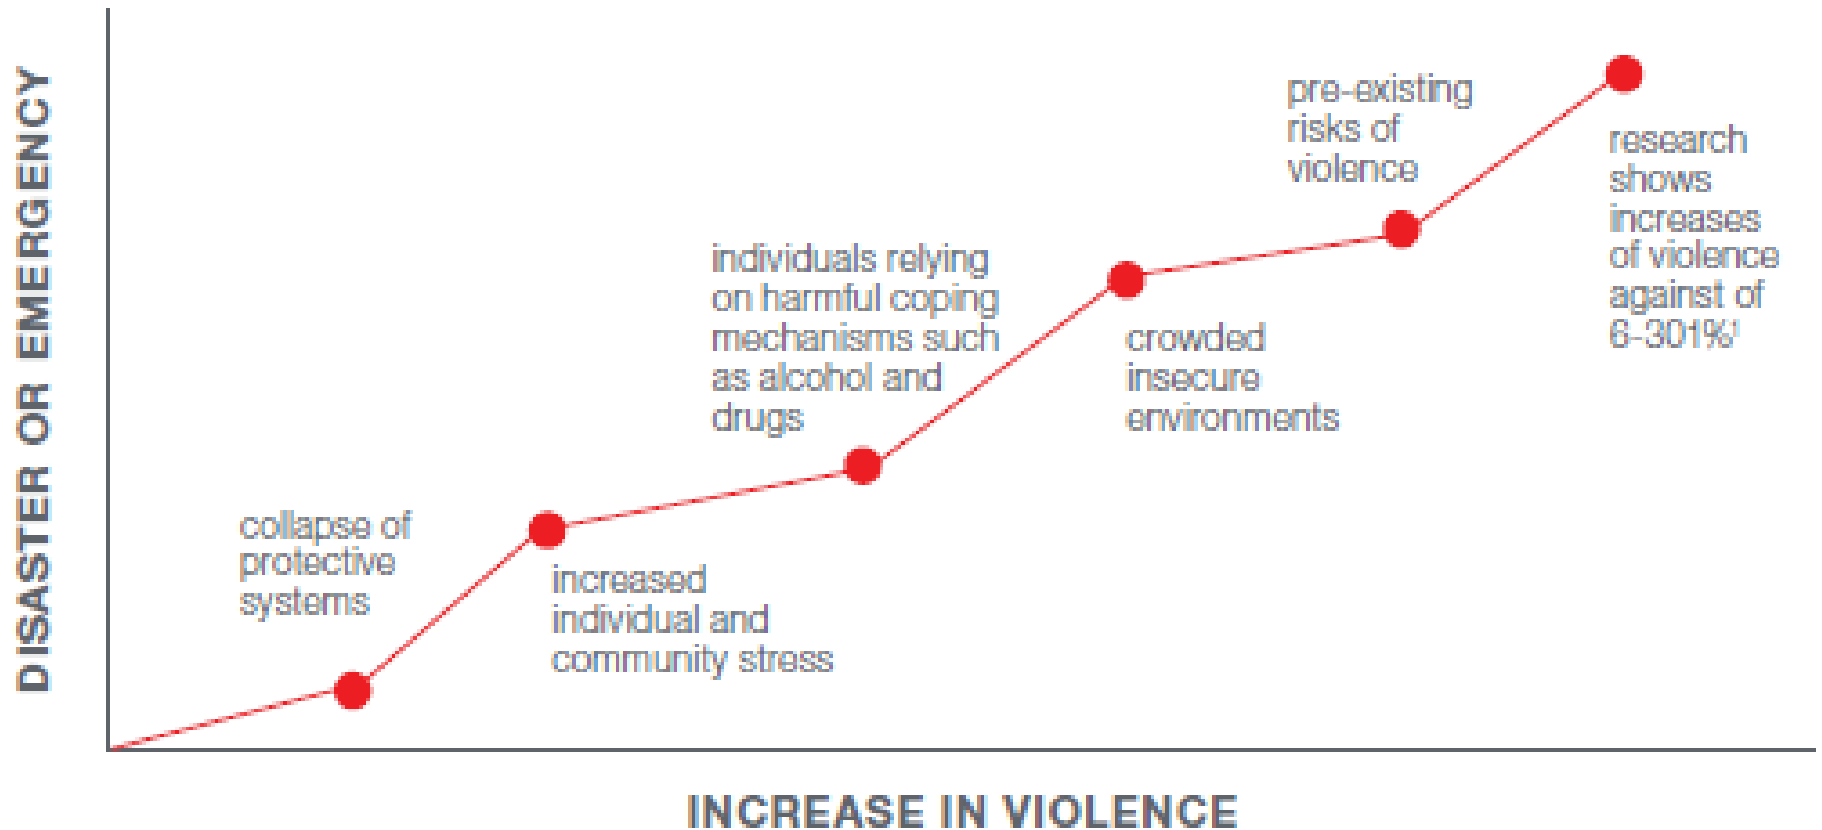 DISASTER OR EMERGENCY
collapse of
protective
systems
increased
individual and
community stress
individuals relying
on harmful coping
mechanisms such
as alcohol and
drugs
crowded
insecure
environments
pre-existing
risks of
violence
research
shows
increases
of violence
against of
6-301%¹
INCREASE IN VIOLENCE